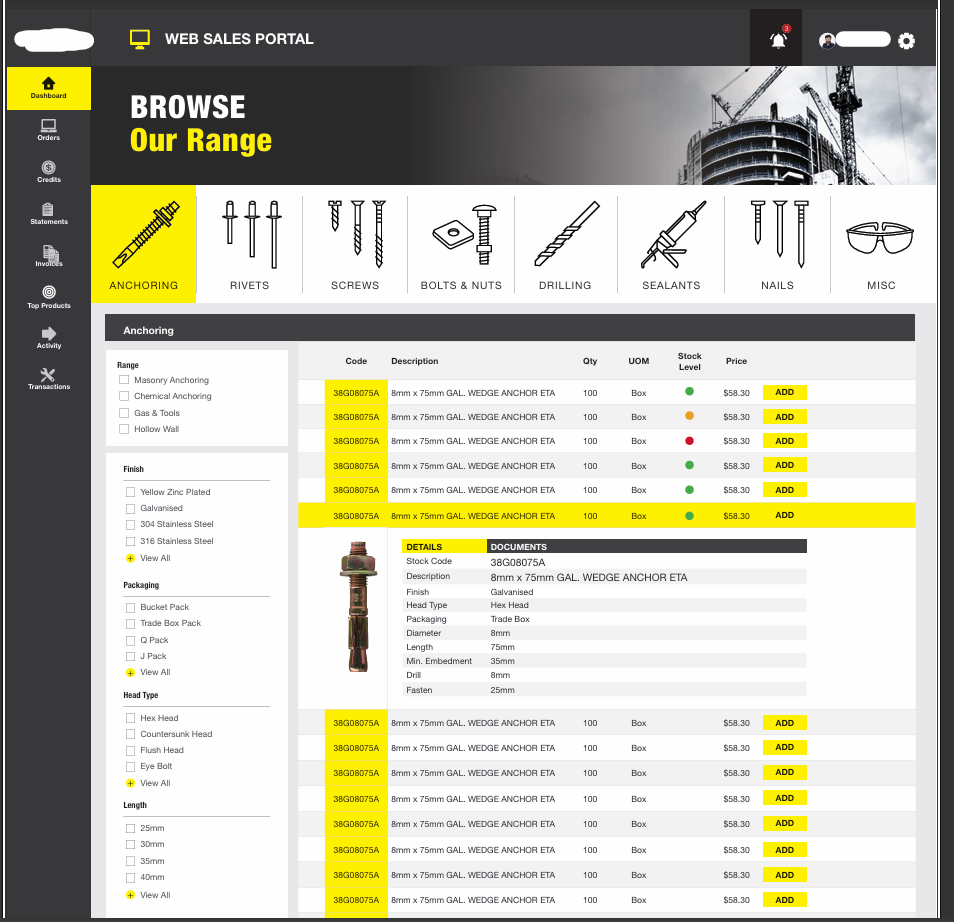 WEB SALES PORTAL
3
Dashboard
Orders
Credits
Statements
Invoices
Top Products
Activity
Transactions
BROWSE
Our Range
ANCHORING RIVETS SCREWS BOLTS & NUTS DRILLING SEALANTS NAILS MISC
Anchoring
Range
Masonry Anchoring
Chemical Anchoring
Gas & Tools
Hollow Wall
Finish
Yellow Zinc Plated
Galvanised
304 Stainless Steel
316 Stainless Steel
+ View All
Packaging
Bucket Pack
Trade Box Pack
Q Pack
J Pack
+ View All
Head Type
Hex Head
Countersunk Head
Flush Head
Eye Bolt
+ View All
Length
25mm
30mm
35mm
40mm
+ View All
Code Description Qty UOM Stock Level Price
38G08075A 8mm x 75mm GAL. WEDGE ANCHOR ETA 100 Box $58.30 ADD
38G08075A 8mm x 75mm GAL. WEDGE ANCHOR ETA 100 Box $58.30 ADD
38G08075A 8mm x 75mm GAL. WEDGE ANCHOR ETA 100 Box $58.30 ADD
38G08075A 8mm x 75mm GAL. WEDGE ANCHOR ETA 100 Box $58.30 ADD
38G08075A 8mm x 75mm GAL. WEDGE ANCHOR ETA 100 Box $58.30 ADD
38G08075A 8mm x 75mm GAL. WEDGE ANCHOR ETA 100 Box $58.30 ADD
DETAILS DOCUMENTS
Stock Code 38G08075A
Description 8mm x 75mm GAL. WEDGE ANCHOR ETA
Finish Galvanised
Head Type Hex Head
Packaging Trade Box
Diameter 8mm
Length 75mm
Min. Embedment 35mm
Drill 8mm
Fasten 25mm
38G08075A 8mm x 75mm GAL. WEDGE ANCHOR ETA 100 Box $58.30 ADD
38G08075A 8mm x 75mm GAL. WEDGE ANCHOR ETA 100 Box $58.30 ADD
38G08075A 8mm x 75mm GAL. WEDGE ANCHOR ETA 100 Box $58.30 ADD
38G08075A 8mm x 75mm GAL. WEDGE ANCHOR ETA 100 Box $58.30 ADD
38G08075A 8mm x 75mm GAL. WEDGE ANCHOR ETA 100 Box $58.30 ADD
38G08075A 8mm x 75mm GAL. WEDGE ANCHOR ETA 100 Box $58.30 ADD
38G08075A 8mm x 75mm GAL. WEDGE ANCHOR ETA 100 Box $58.30 ADD
38G08075A 8mm x 75mm GAL. WEDGE ANCHOR ETA 100 Box $58.30 ADD